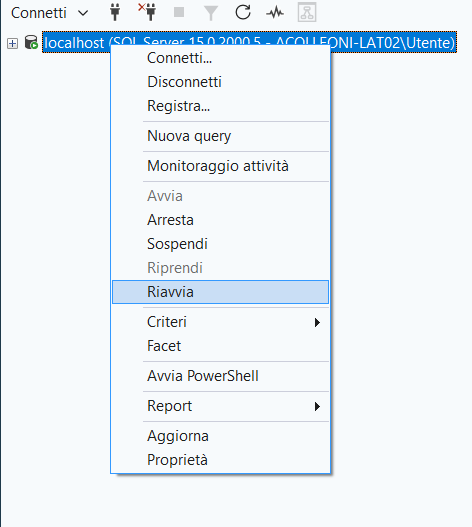 Connetti
localhost (SQL Server 15.0.2000.5 - ACOLLEONI-LAT02\Utente)
Connetti...
Disconnetti
Registra...
Nuova query
Monitoraggio attività
Avvia
Arresta
Sospendi
Riprendi
Riavvia
Criteri
Facet
Avvia PowerShell
Report
Aggiorna
Proprietà